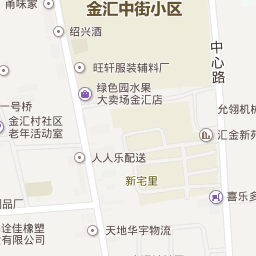 甬味家
金汇中街小区
绍兴酒
中心路
旺轩服装辅料厂
绿色园水果
大卖场金汇店
一号桥
允领机械
金汇村社区
老年活动室
汇金新苑
人人乐配送
新宅里
喜乐多
制品厂
诠佳橡塑
有限公司
天地华宇物流